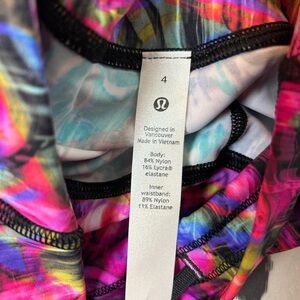 4
Designed in
Vancouver
Made in Vietnam
Body:
84% Nylon
16% Lycra®
elastane
Inner
waistband:
89% Nylon
11% Elastane